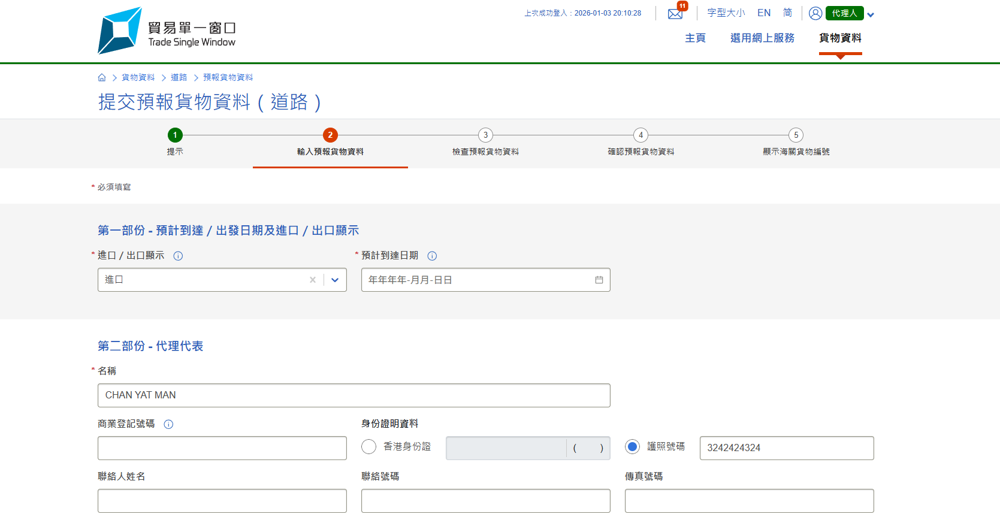 貿易單一窗口
Trade Single Window
上次成功登入：2026-01-03 20:10:28
11
字型大小 EN 简 代理人
主頁 選用網上服務 貨物資料
貨物資料 道路 預報貨物資料
提交預報貨物資料 ( 道路 )
1 2 3 4 5
提示 輸入預報貨物資料 檢查預報貨物資料 確認預報貨物資料 顯示海關貨物編號
* 必須填寫
第一部份 - 預計到達 / 出發日期及進口 / 出口顯示
* 進口 / 出口顯示 * 預計到達日期
進口 年年年年-月月-日日
第二部份 - 代理代表
* 名稱
CHAN YAT MAN
商業登記號碼 身份證明資料
香港身份證 ( ) 護照號碼 3242424324
聯絡人姓名 聯絡號碼 傳真號碼